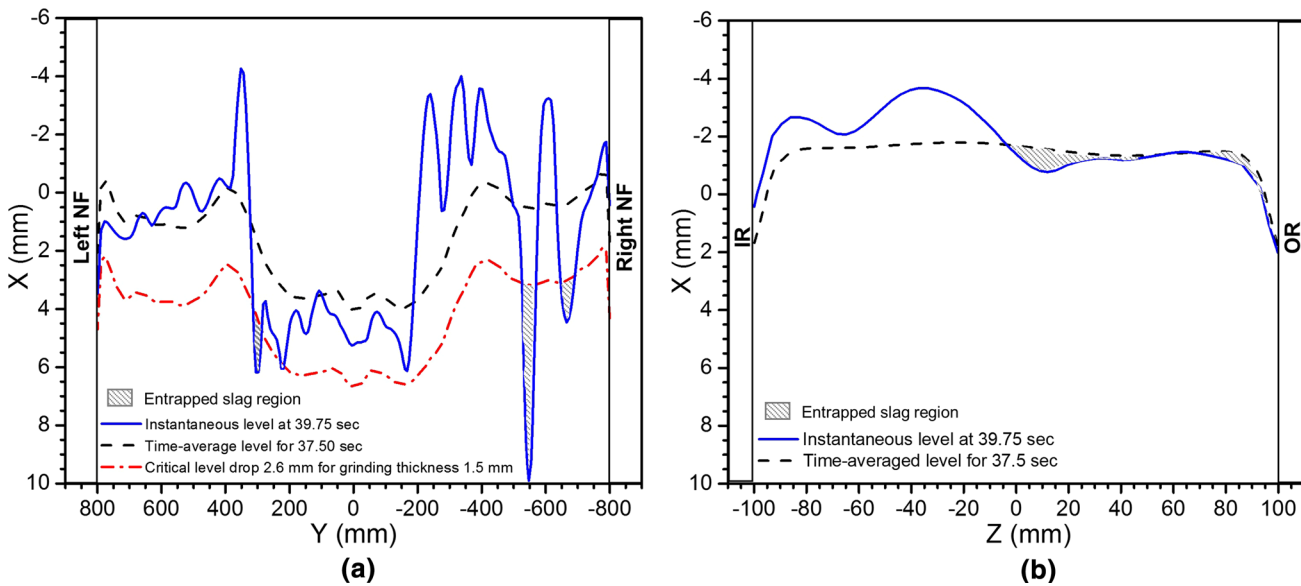 -6
-4
-2
0
2
4
6
8
10
X (mm)
Left NF
Right NF
Entrapped slag region
Instantaneous level at 39.75 sec
Time-average level for 37.50 sec
Critical level drop 2.6 mm for grinding thickness 1.5 mm
800 600 400 200 0 -200 -400 -600 -800
Y (mm)
(a)
-6
-4
-2
0
2
4
6
8
10
X (mm)
IR
OR
Entrapped slag region
Instantaneous level at 39.75 sec
Time-averaged level for 37.5 sec
-100 -80 -60 -40 -20 0 20 40 60 80 100
Z (mm)
(b)